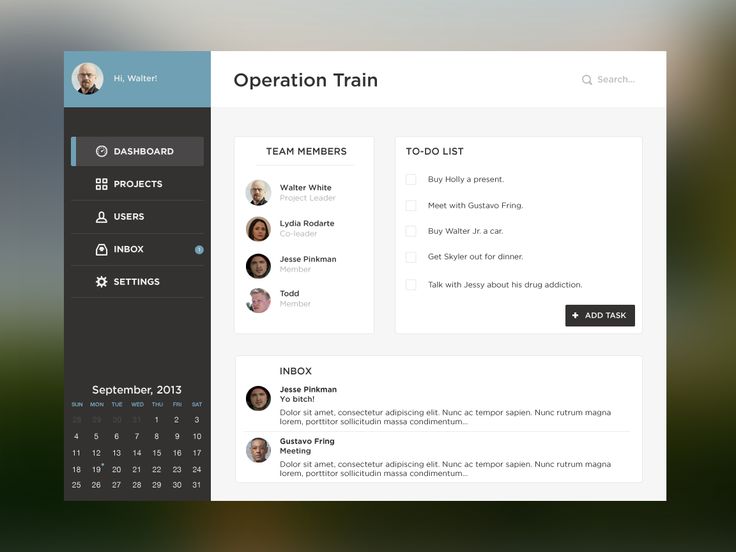 Hi, Walter!
Operation Train
Search...
DASHBOARD
PROJECTS
USERS
INBOX
1
SETTINGS
TEAM MEMBERS
Walter White
Project Leader
Lydia Rodarte
Co-leader
Jesse Pinkman
Member
Todd
Member
TO-DO LIST
Buy Holly a present.
Meet with Gustavo Fring.
Buy Walter Jr. a car.
Get Skyler out for dinner.
Talk with Jessy about his drug addiction.
+ ADD TASK
INBOX
Jesse Pinkman
Yo bitch!
Dolor sit amet, consectetur adipiscing elit. Nunc ac tempor sapien. Nunc rutrum magna
lorem, porttitor sollicitudin massa condimentum...
Gustavo Fring
Meeting
Dolor sit amet, consectetur adipiscing elit. Nunc ac tempor sapien. Nunc rutrum magna
lorem, porttitor sollicitudin massa condimentum...
September, 2013
SUN MON TUE WED THU FRI SAT
28 29 30 31 1 2 3
4 5 6 7 8 9 10
11 12 13 14 15 16 17
18 19 20 21 22 23 24
25 26 27 28 29 30 31